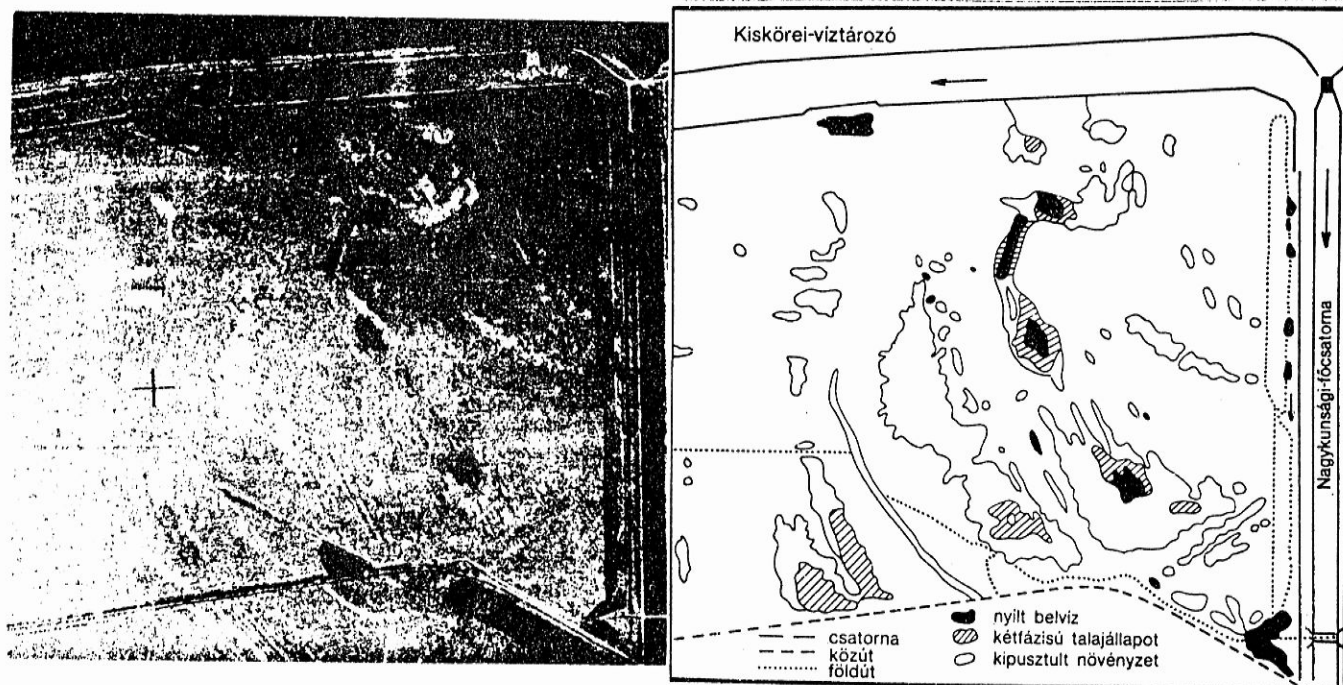 Kiskörei-víztározó
Nagykunsági-főcsatorna
csatorna
közút
földút
nyílt belvíz
kétfázisú talajállapot
kipusztult növényzet